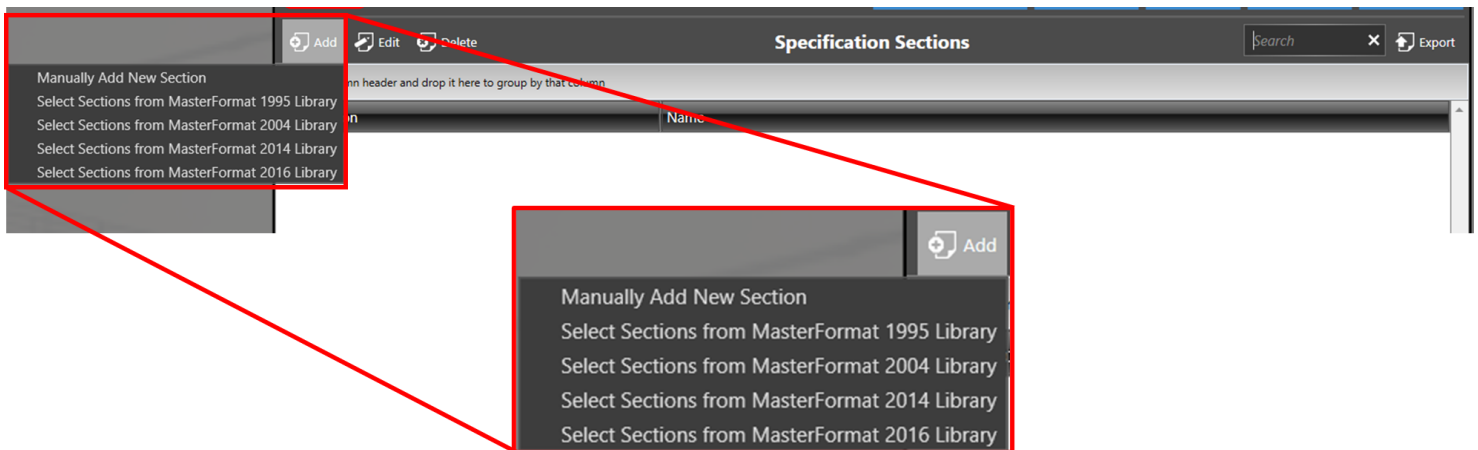 Add Edit Delete Specification Sections Search Export
Manually Add New Section
mn header and drop it here to group by that column
Select Sections from MasterFormat 1995 Library
on Name
Select Sections from MasterFormat 2004 Library
Select Sections from MasterFormat 2014 Library
Select Sections from MasterFormat 2016 Library
Add
Manually Add New Section
Select Sections from MasterFormat 1995 Library
Select Sections from MasterFormat 2004 Library
Select Sections from MasterFormat 2014 Library
Select Sections from MasterFormat 2016 Library